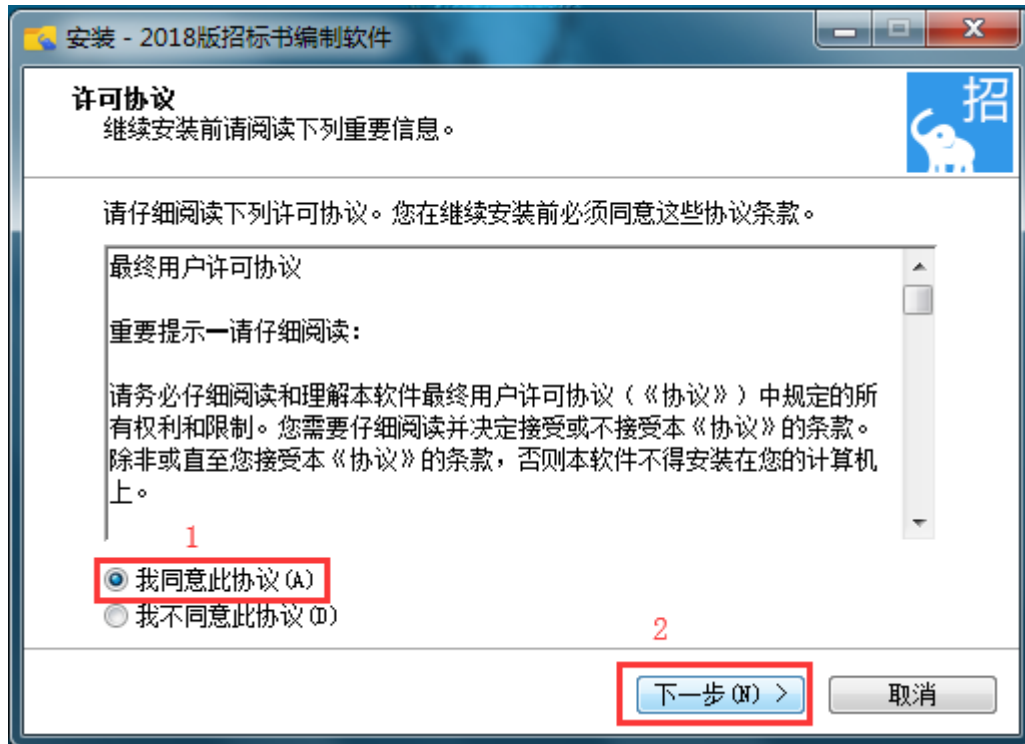 安装 - 2018版招标书编制软件
许可协议
继续安装前请阅读下列重要信息。
招
请仔细阅读下列许可协议。您在继续安装前必须同意这些协议条款。
最终用户许可协议
重要提示—请仔细阅读：
请务必仔细阅读和理解本软件最终用户许可协议（《协议》）中规定的所
有权利和限制。您需要仔细阅读并决定接受或不接受本《协议》的条款。
除非或直至您接受本《协议》的条款，否则本软件不得安装在您的计算机
上。
1
我同意此协议(A)
我不同意此协议(D)
2
下一步(N) >
取消